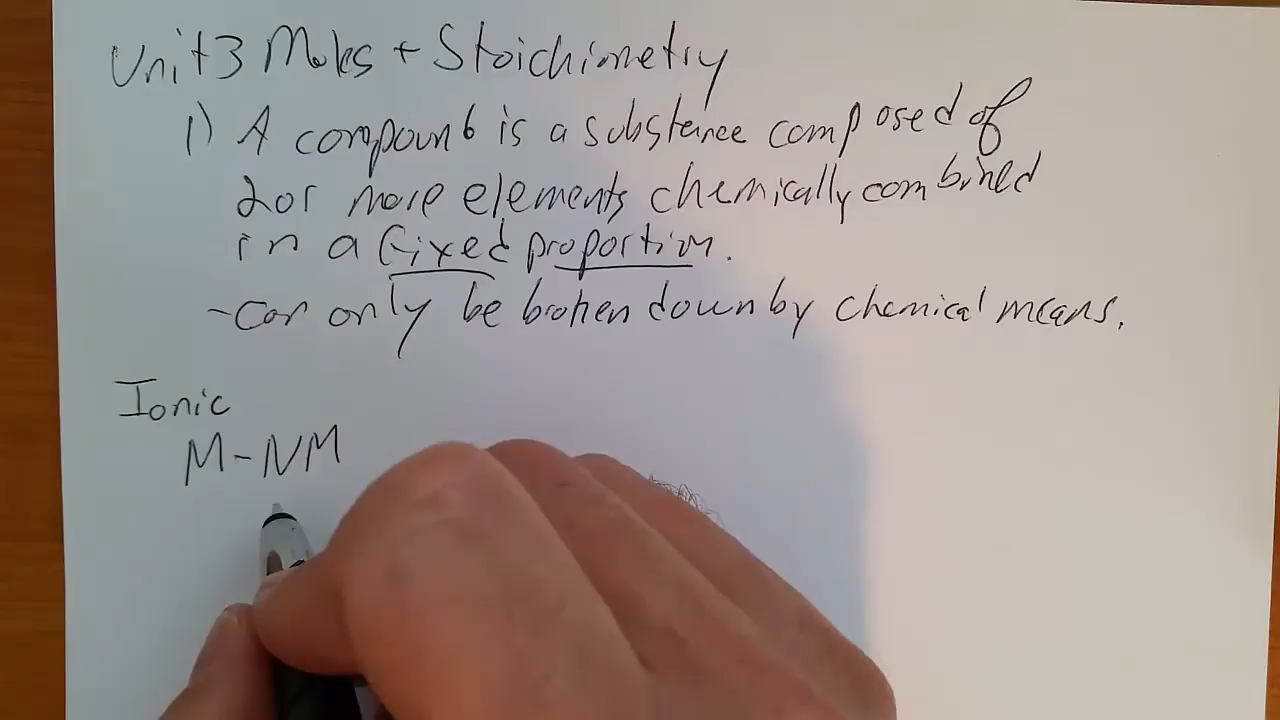 Unit 3 Moles + Stoichiometry
1) A compound is a substance composed of
2 or more elements chemically combined
in a fixed proportion.
- can only be broken down by chemical means.
Ionic
M-NM